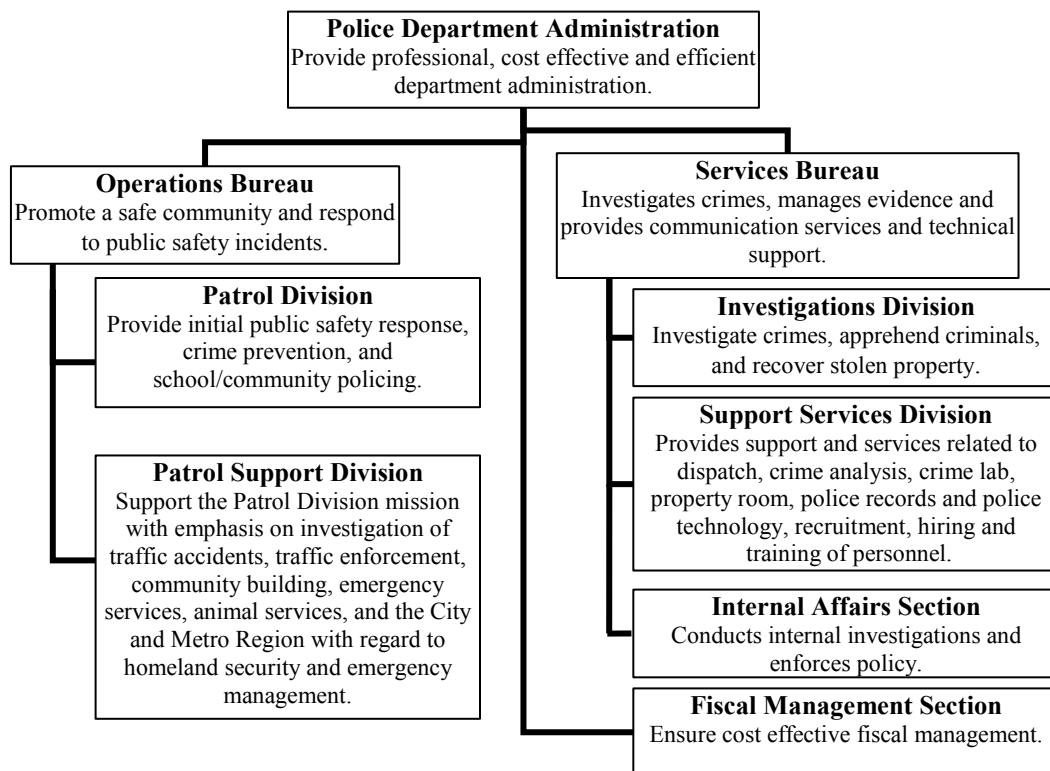 Police Department Administration
Provide professional, cost effective and efficient
department administration.
Operations Bureau
Promote a safe community and respond
to public safety incidents.
Patrol Division
Provide initial public safety response,
crime prevention, and
school/community policing.
Patrol Support Division
Support the Patrol Division mission
with emphasis on investigation of
traffic accidents, traffic enforcement,
community building, emergency
services, animal services, and the City
and Metro Region with regard to
homeland security and emergency
management.
Services Bureau
Investigates crimes, manages evidence and
provides communication services and technical
support.
Investigations Division
Investigate crimes, apprehend criminals,
and recover stolen property.
Support Services Division
Provides support and services related to
dispatch, crime analysis, crime lab,
property room, police records and police
technology, recruitment, hiring and
training of personnel.
Internal Affairs Section
Conducts internal investigations and
enforces policy.
Fiscal Management Section
Ensure cost effective fiscal management.